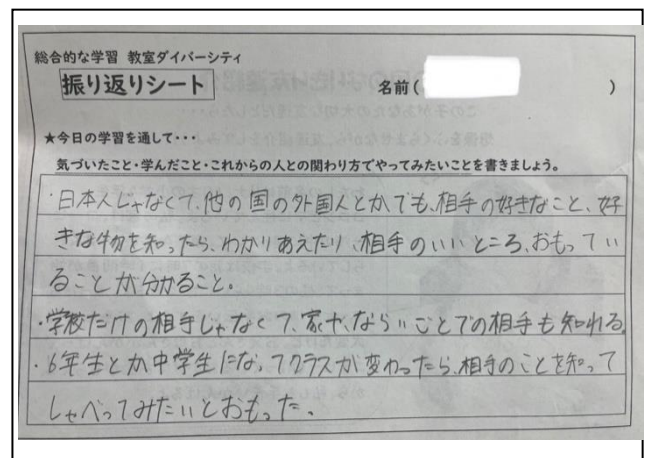 総合的な学習 教室ダイバーシティ
振り返りシート
名前( )
★今日の学習を通して・・・
気づいたこと・学んだこと・これからの人との関わり方でやってみたいことを書きましょう。
・日本人じゃなくて、他の国の外国人とかでも、相手の好きなこと、好
きな物を知ったら、わかりあえたり、相手のいいところ、おもってい
ることが分かること。
・学校だけの相手じゃなくて、家や、ならいごとでの相手も知れる。
・6年生とか中学生になってクラスが変わったら、相手のことを知って
しゃべってみたいとおもった。